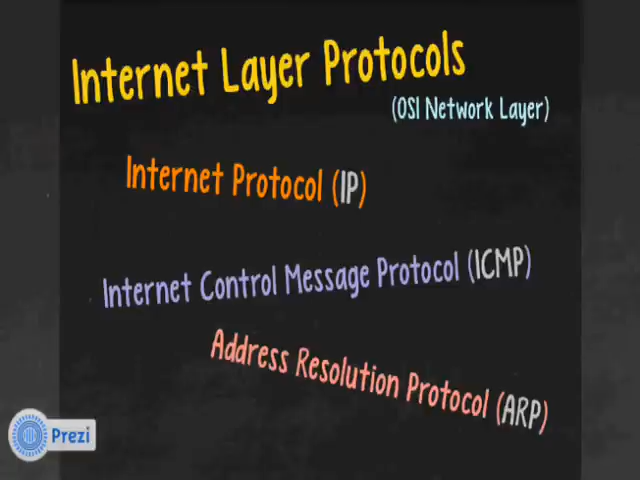 Internet Layer Protocols
(OSI Network Layer)
Internet Protocol (IP)
Internet Control Message Protocol (ICMP)
Address Resolution Protocol (ARP)
Prezi